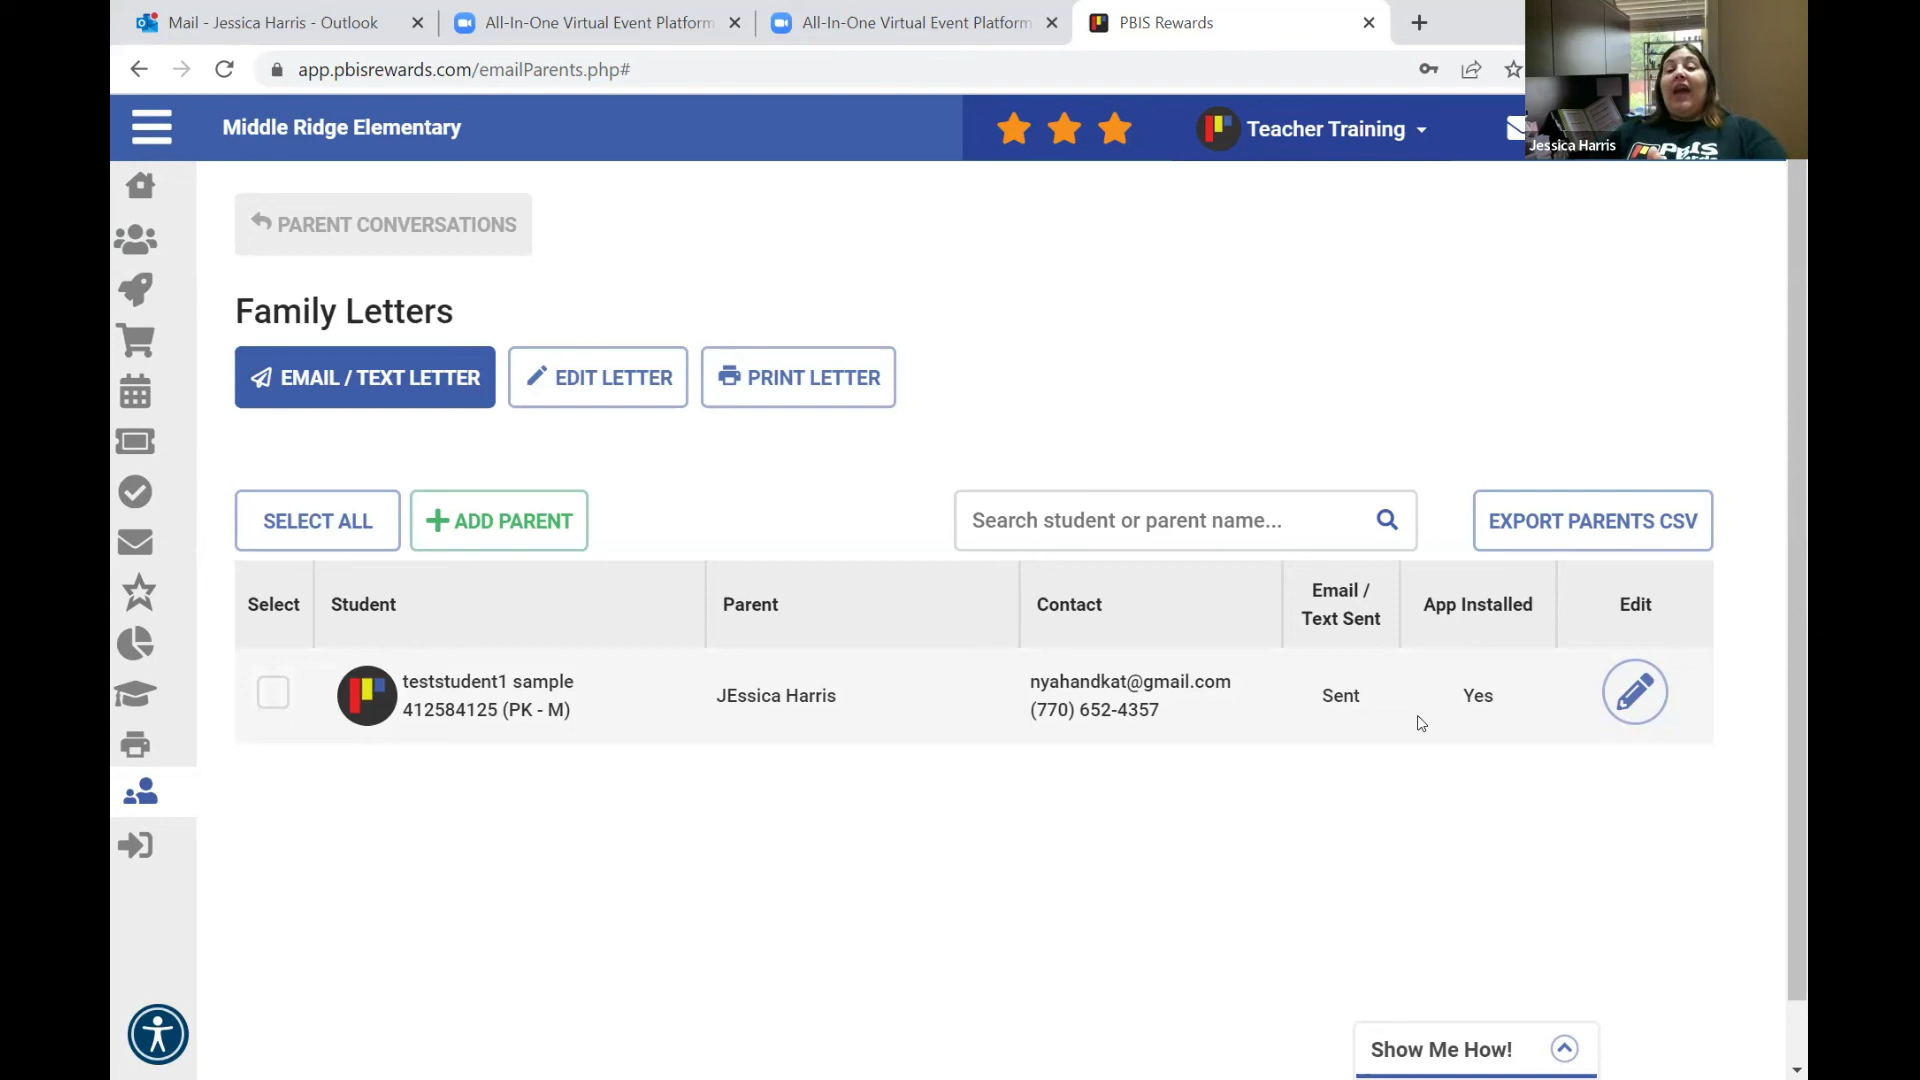 Mail - Jessica Harris - Outlook
All-In-One Virtual Event Platform
All-In-One Virtual Event Platform
PBIS Rewards
app.pbisrewards.com/emailParents.php#
Middle Ridge Elementary
Teacher Training
Jessica Harris
PBIS
PARENT CONVERSATIONS
Family Letters
EMAIL / TEXT LETTER
EDIT LETTER
PRINT LETTER
SELECT ALL
ADD PARENT
Search student or parent name...
EXPORT PARENTS CSV
Select
Student
Parent
Contact
Email /
Text Sent
App Installed
Edit
teststudent1 sample
412584125 (PK - M)
JEssica Harris
nyahandkat@gmail.com
(770) 652-4357
Sent
Yes
Show Me How!